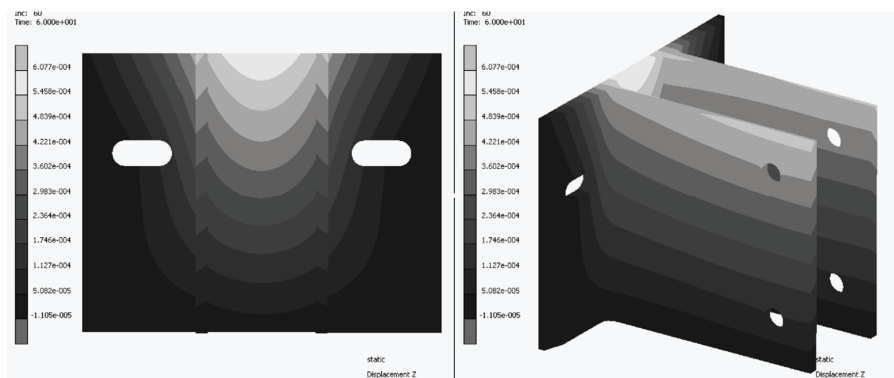 Inc: 60
Time: 6.000e+001
6.077e-004
5.458e-004
4.839e-004
4.221e-004
3.602e-004
2.983e-004
2.364e-004
1.746e-004
1.127e-004
5.082e-005
-1.105e-005
static
Displacement Z
Inc: 60
Time: 6.000e+001
6.077e-004
5.458e-004
4.839e-004
4.221e-004
3.602e-004
2.983e-004
2.364e-004
1.746e-004
1.127e-004
5.082e-005
-1.105e-005
static
Displacement Z